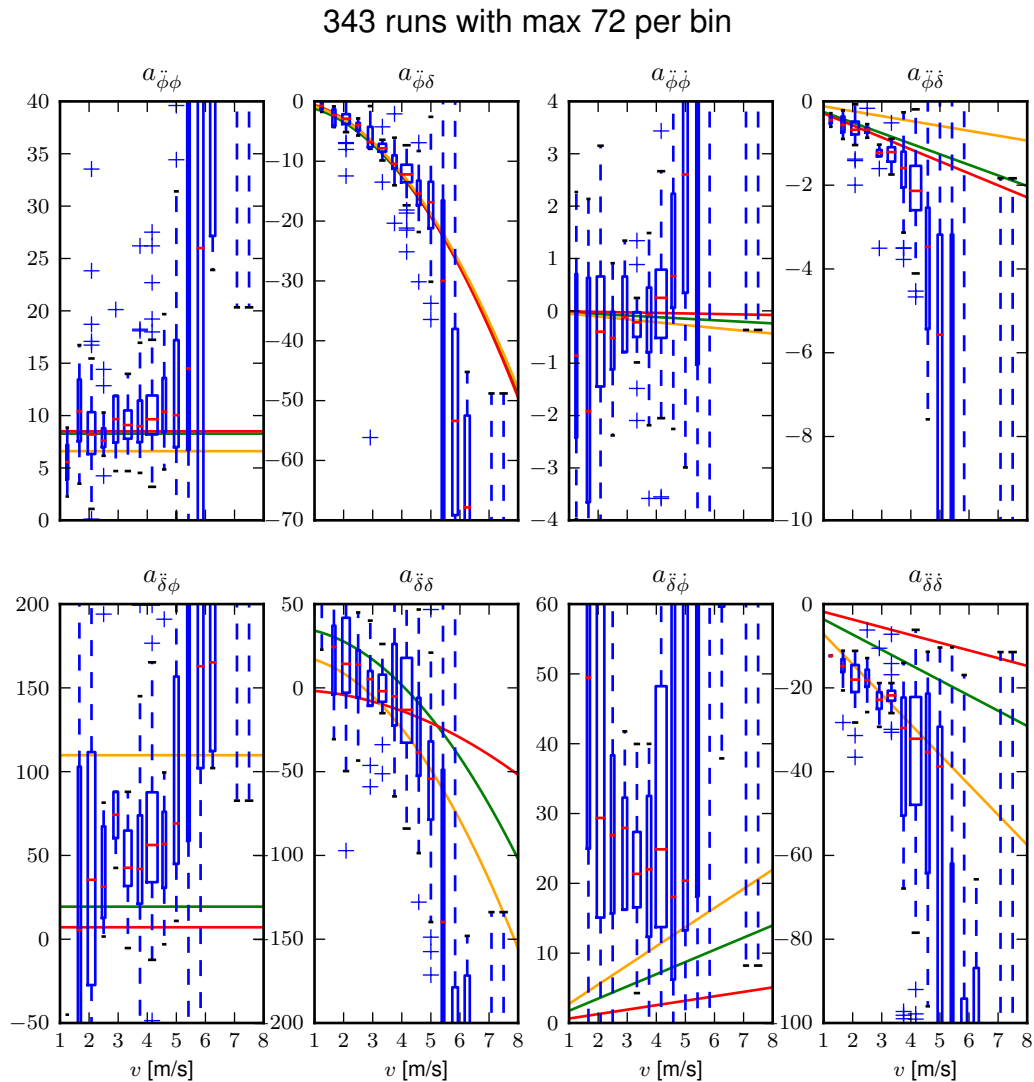 343 runs with max 72 per bin
$a_{\ddot{\phi}\phi}$ $a_{\ddot{\phi}\delta}$ $a_{\ddot{\phi}\dot{\phi}}$ $a_{\ddot{\phi}\dot{\delta}}$
40 0 4 0
35 −10 3 −2
30 −20 2 −4
25 −30 1 −6
20 −40 0 −8
15 −50 −1 −10
10 −60 −2
5 −70 −3
0 −4
$a_{\ddot{\delta}\phi}$ $a_{\ddot{\delta}\delta}$ $a_{\ddot{\delta}\dot{\phi}}$ $a_{\ddot{\delta}\dot{\delta}}$
200 50 60 0
150 0 50 −20
100 −50 40 −40
50 −100 30 −60
0 −150 20 −80
−50 −200 10 −100
0
1 2 3 4 5 6 7 8 1 2 3 4 5 6 7 8 1 2 3 4 5 6 7 8 1 2 3 4 5 6 7 8
v [m/s] v [m/s] v [m/s] v [m/s]